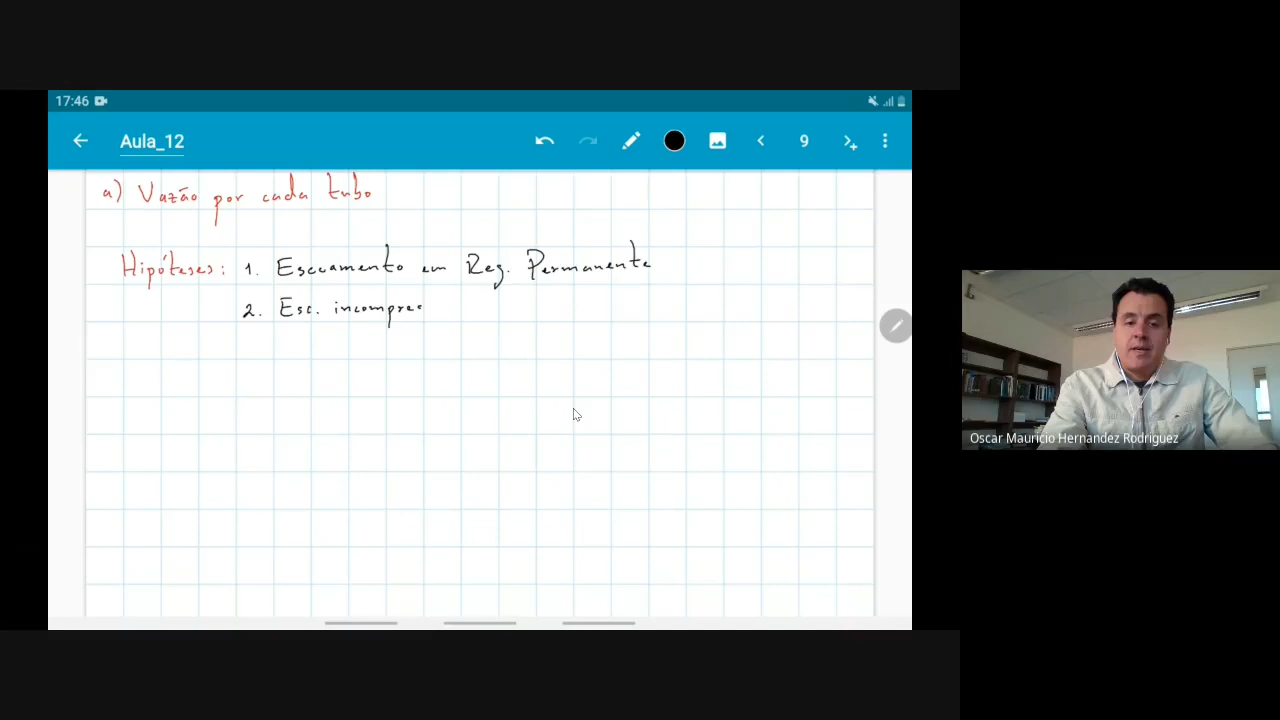 17:46
Aula_12
9
a) Vazão por cada tubo
Hipóteses: 1. Escoamento em Reg. Permanente
2. Esc. incompres
Oscar Mauricio Hernandez Rodriguez